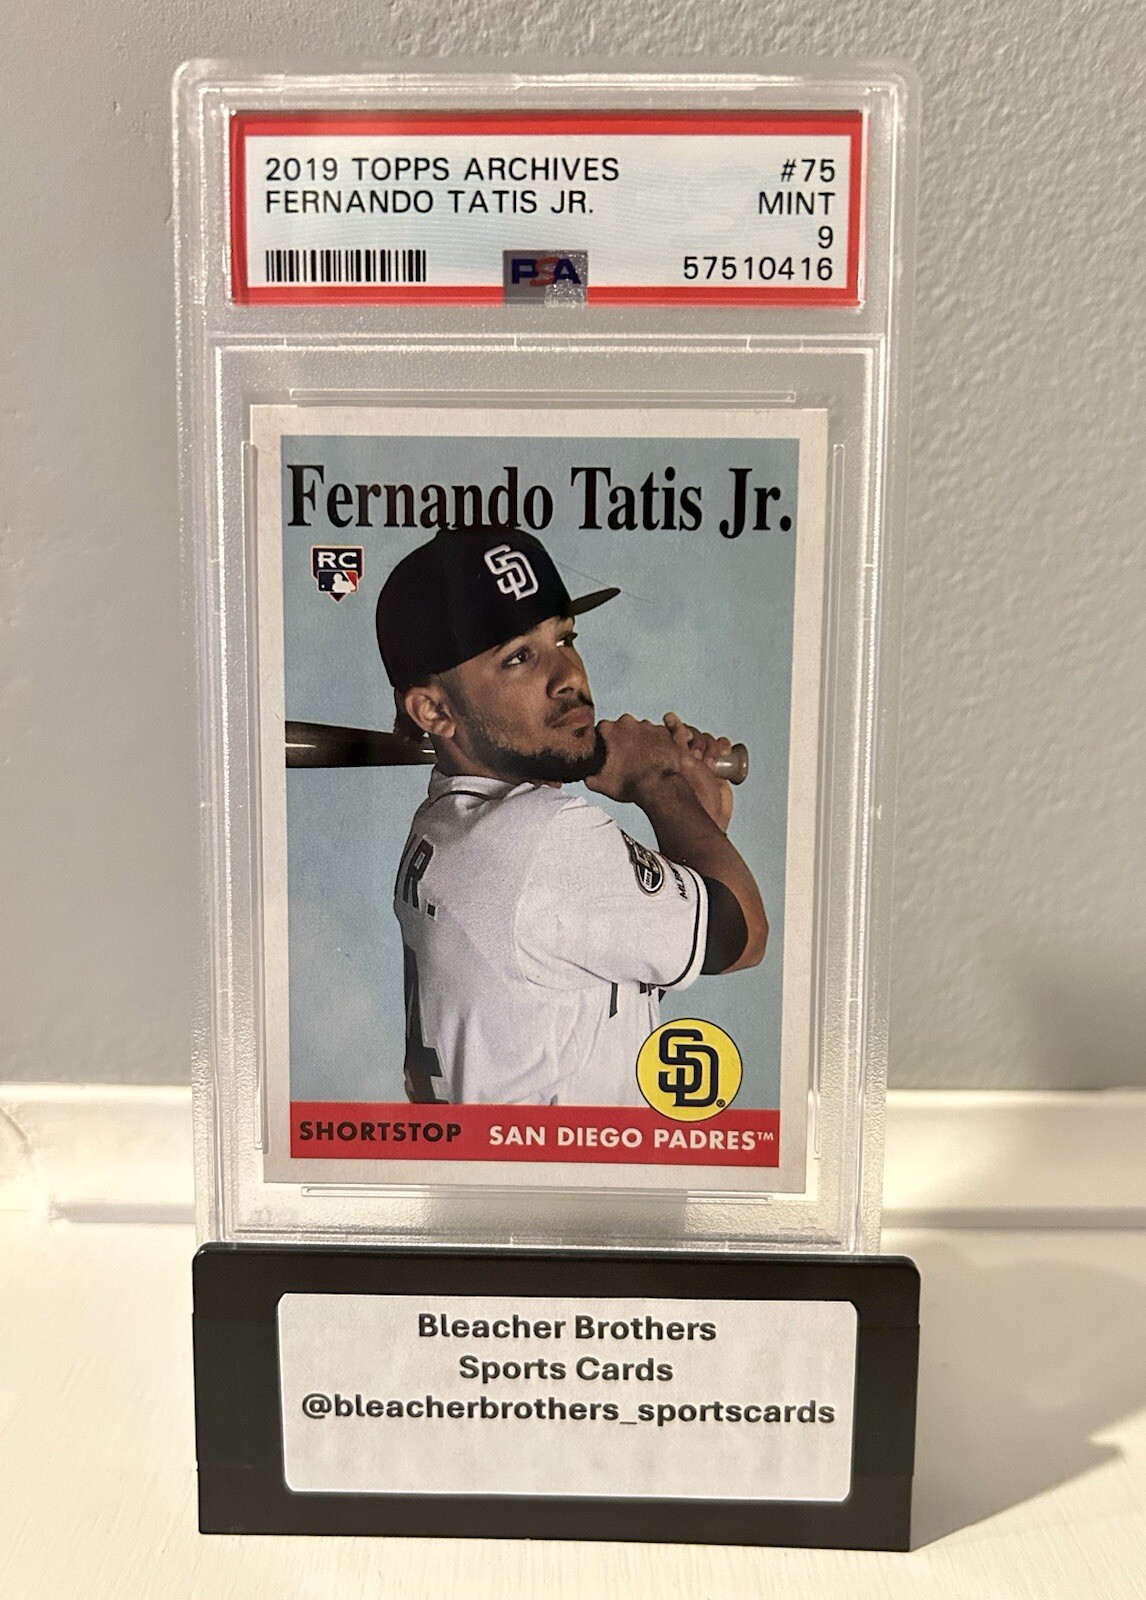 2019 TOPPS ARCHIVES #75
FERNANDO TATIS JR. MINT
9
PSA 57510416
Fernando Tatis Jr.
RC
SD
R.
SD
SHORTSTOP SAN DIEGO PADRES™
Bleacher Brothers
Sports Cards
@bleacherbrothers_sportscards